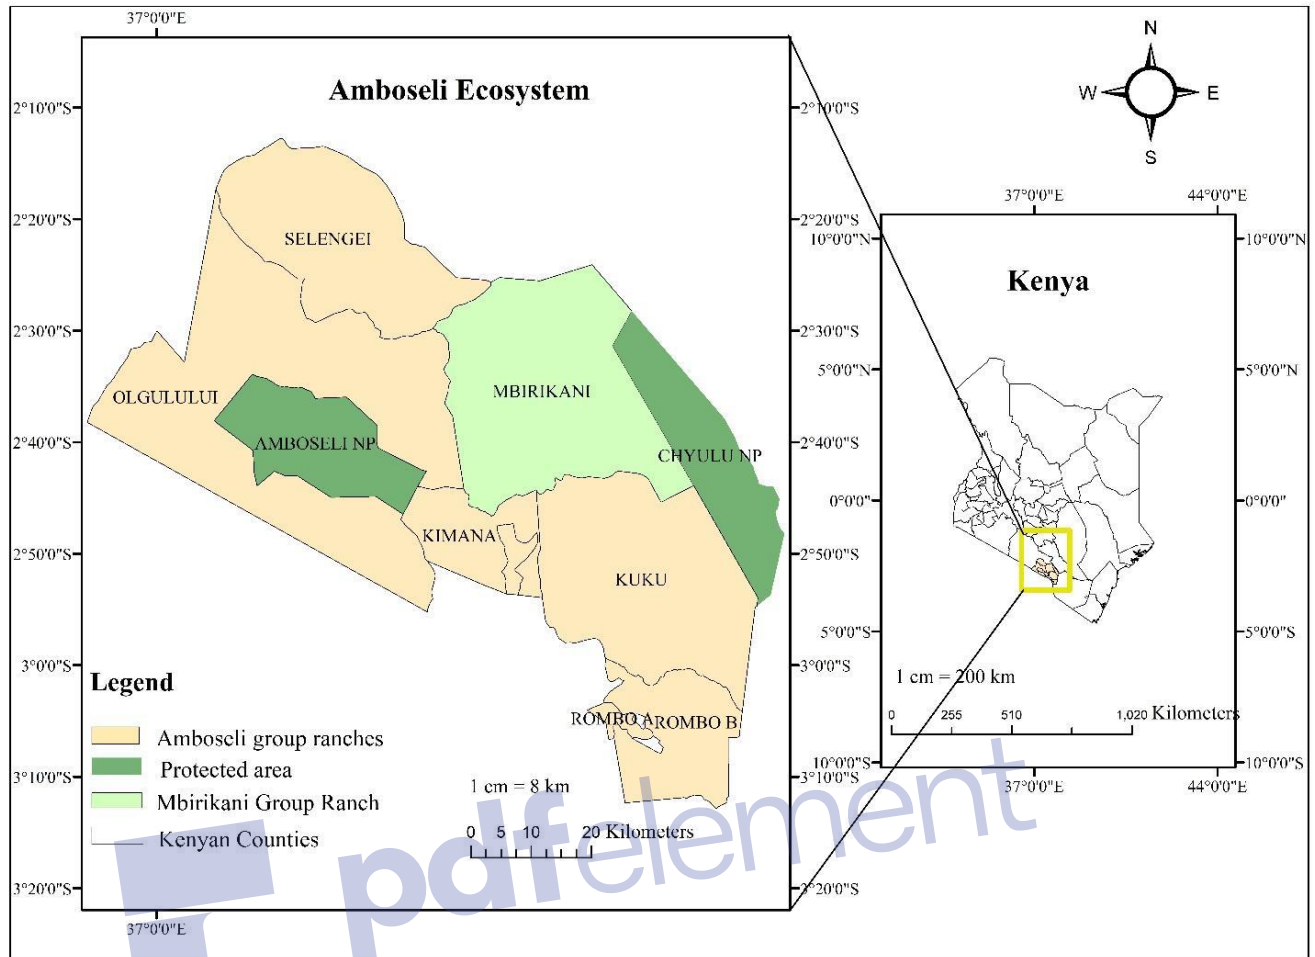 37°0'0"E
Amboseli Ecosystem
2°10'0"S
2°10'0"S
2°20'0"S
2°20'0"S
2°30'0"S
2°30'0"S
2°40'0"S
2°40'0"S
2°50'0"S
2°50'0"S
3°0'0"S
3°0'0"S
3°10'0"S
3°10'0"S
3°20'0"S
3°20'0"S
SELENGEI
MBIRIKANI
OLGULULUI
AMBOSELI NP
CHYULU NP
KIMANA
KUKU
ROMBO A
ROMBO B
Legend
Amboseli group ranches
Protected area
Mbirikani Group Ranch
Kenyan Counties
1 cm = 8 km
0 5 10 20 Kilometers
37°0'0"E
N
W E
S
37°0'0"E 44°0'0"E
10°0'0"N 10°0'0"N
Kenya
5°0'0"N 5°0'0"N
0°0'0" 0°0'0"
5°0'0"S 5°0'0"S
1 cm = 200 km
0 255 510 1,020 Kilometers
10°0'0"S 10°0'0"S
37°0'0"E 44°0'0"E
pdfelement